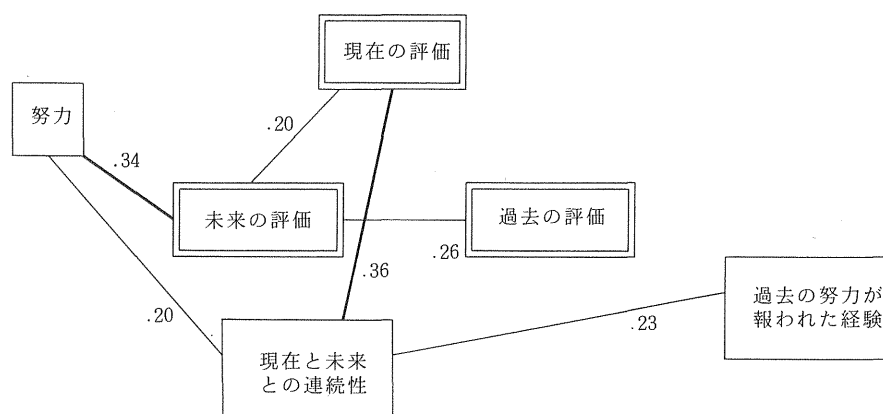 現在の評価
努力
.20
.34
未来の評価
過去の評価
.26
.36
.20
過去の努力が
報われた経験
.23
現在と未来
との連続性